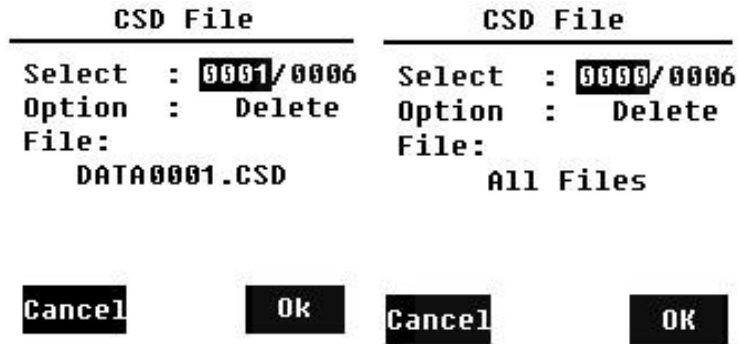 CSD File
Select : 0001/0006
Option : Delete
File:
DATA0001.CSD
Cancel Ok
CSD File
Select : 0000/0006
Option : Delete
File:
All Files
Cancel OK